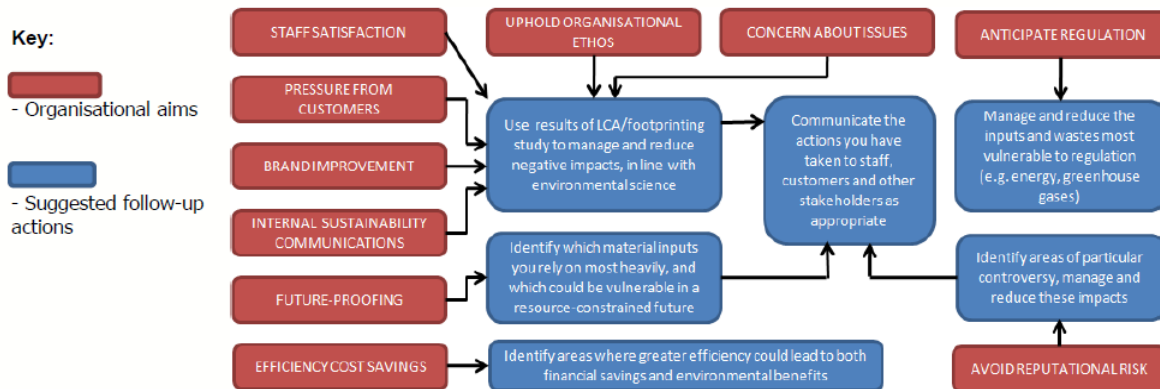 Key:
- Organisational aims
- Suggested follow-up
actions
STAFF SATISFACTION
UPHOLD ORGANISATIONAL
ETHOS
CONCERN ABOUT ISSUES
ANTICIPATE REGULATION
PRESSURE FROM
CUSTOMERS
BRAND IMPROVEMENT
INTERNAL SUSTAINABILITY
COMMUNICATIONS
FUTURE-PROOFING
EFFICIENCY COST SAVINGS
Use results of LCA/footprinting
study to manage and reduce
negative impacts, in line with
environmental science
Communicate the
actions you have
taken to staff,
customers and other
stakeholders as
appropriate
Manage and reduce the
inputs and wastes most
vulnerable to regulation
(e.g. energy, greenhouse
gases)
Identify which material inputs
you rely on most heavily, and
which could be vulnerable in a
resource-constrained future
Identify areas of particular
controversy, manage and
reduce these impacts
Identify areas where greater efficiency could lead to both
financial savings and environmental benefits
AVOID REPUTATIONAL RISK